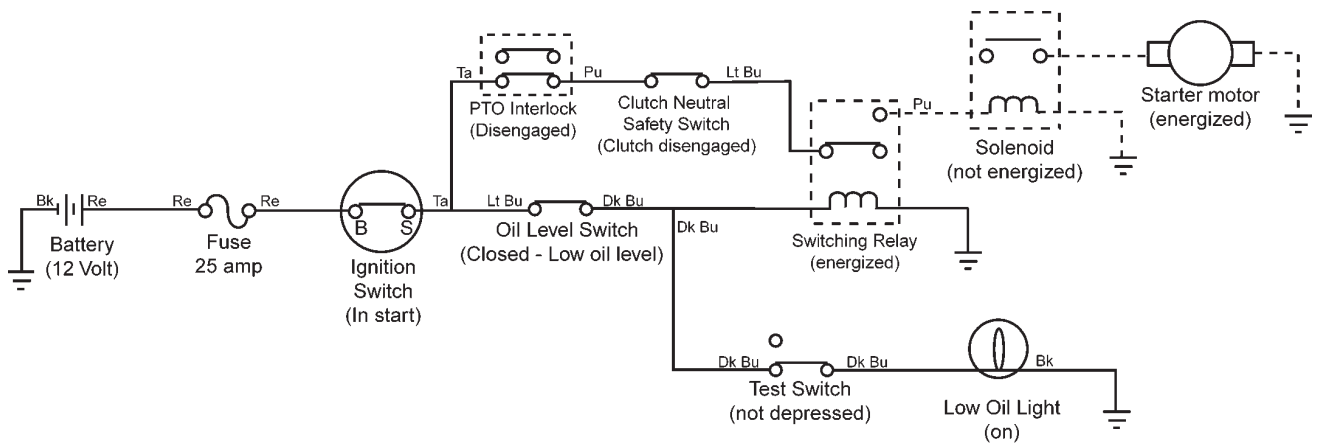 Ta
PTO Interlock
(Disengaged)
Pu
Clutch Neutral
Safety Switch
(Clutch disengaged)
Lt Bu
Pu
Solenoid
(not energized)
Starter motor
(energized)
Bk
Re
Battery
(12 Volt)
Re
Re
Fuse
25 amp
B
S
Ignition
Switch
(In start)
Ta
Lt Bu
Dk Bu
Oil Level Switch
(Closed - Low oil level)
Dk Bu
Switching Relay
(energized)
Dk Bu
Dk Bu
Test Switch
(not depressed)
Bk
Low Oil Light
(on)